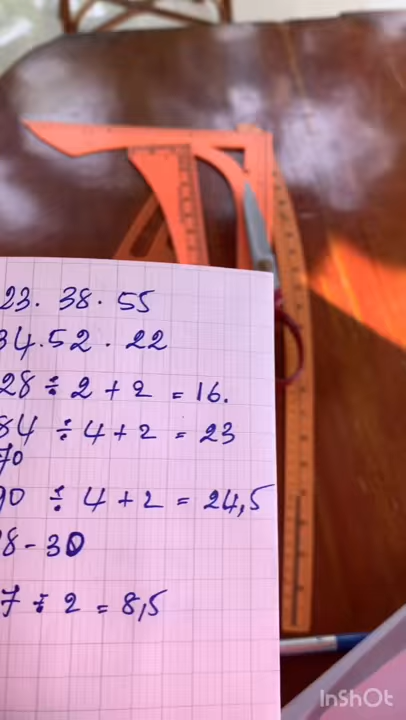 23. 38. 55
34.52. 22
28 ÷ 2 + 2 = 16.
84 ÷ 4 + 2 = 23
70
90 ÷ 4 + 2 = 24,5
8 - 30
7 ÷ 2 = 8,5
InShOt